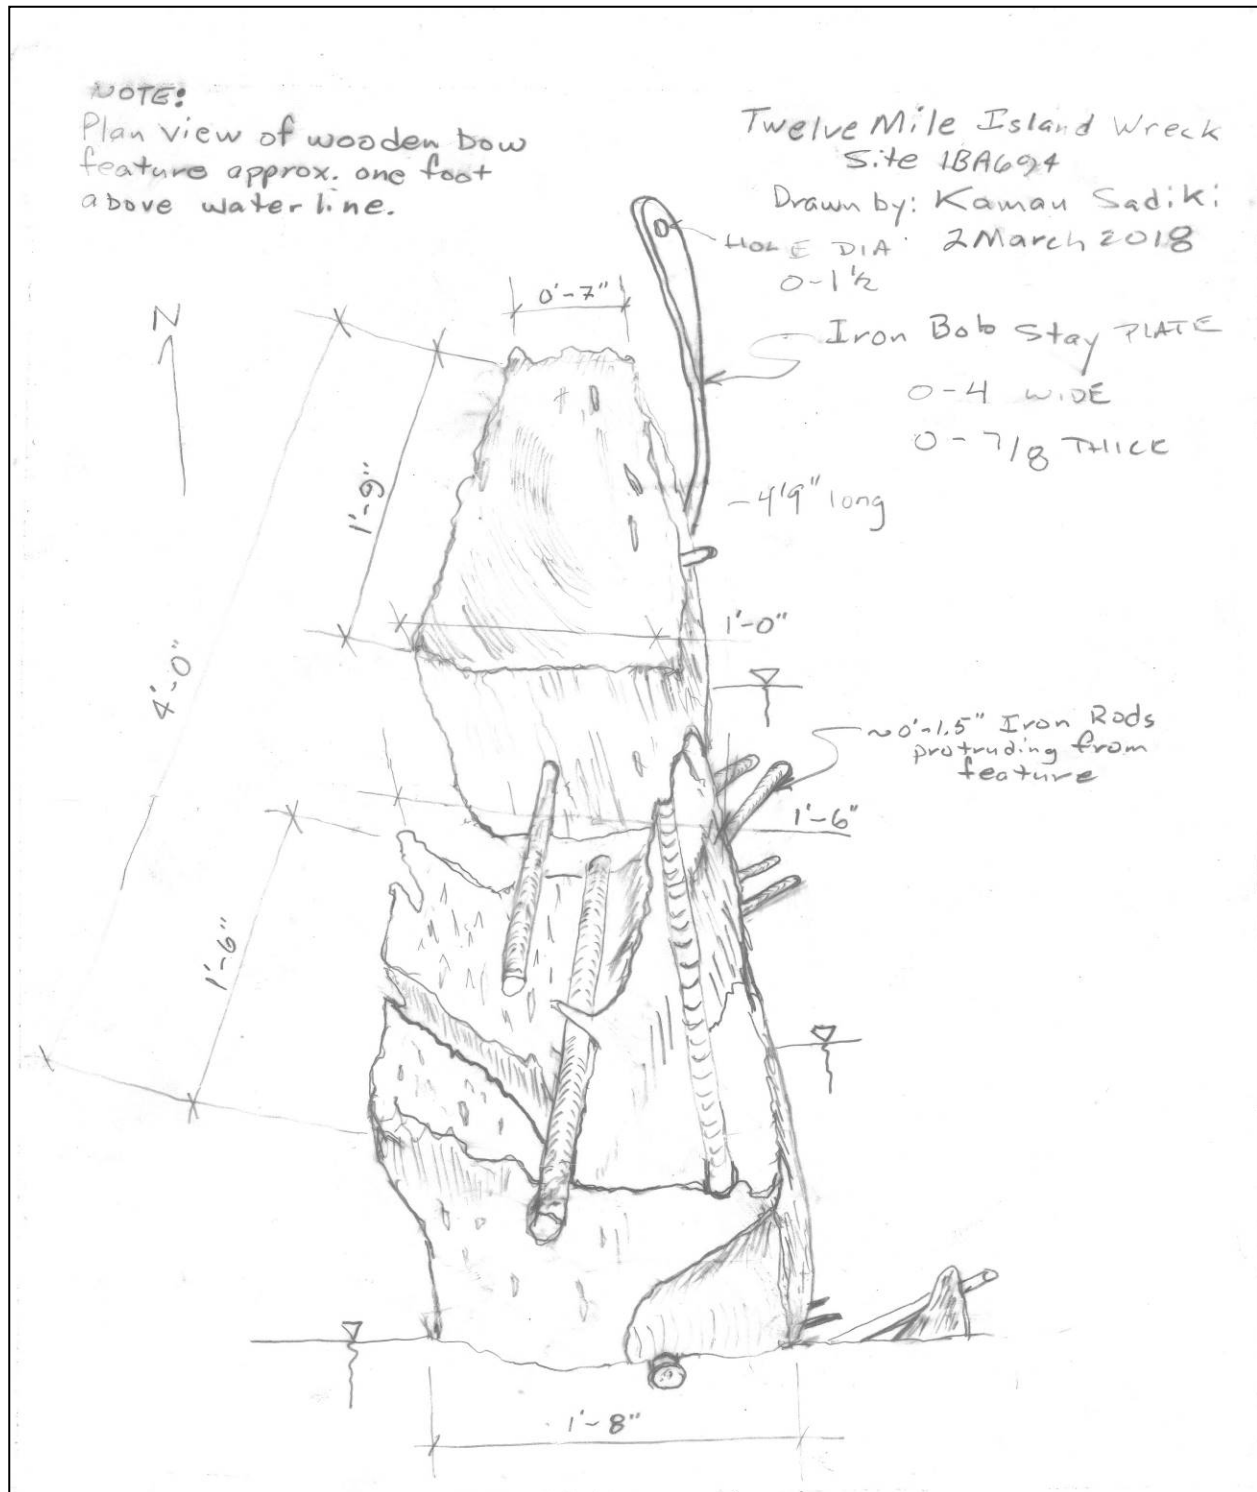 NOTE:
Plan view of wooden bow
feature approx. one foot
above water line.
Twelve Mile Island Wreck
Site 1BA694
Drawn by: Kamau Sadiki
2 March 2018
HOLE DIA
0-1½
0'-7"
N
Iron Bob Stay PLATE
0-4 WIDE
0-7/8 THICK
1'-9"
~4'9" long
1'-0"
4'-0"
~0'-1.5" Iron Rods
protruding from
feature
1'-6"
1'-6"
1'-8"